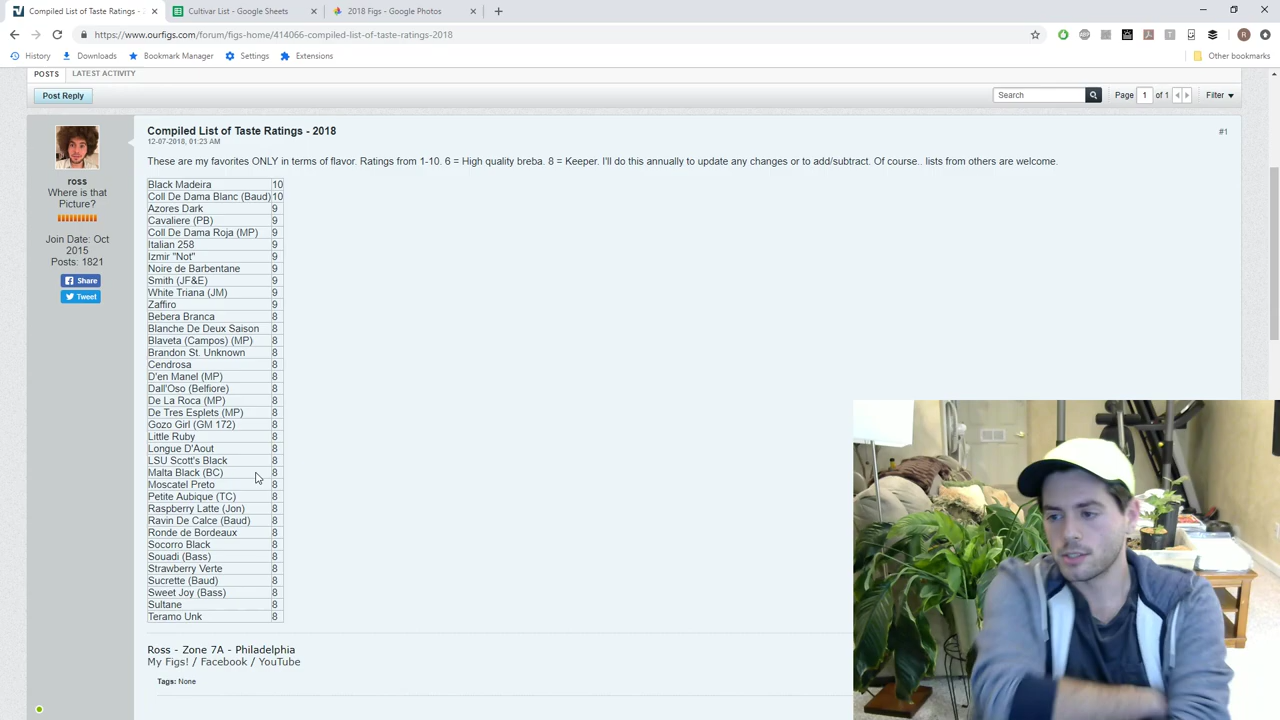 Compiled List of Taste Ratings -
Cultivar List - Google Sheets
2018 Figs - Google Photos
https://www.ourfigs.com/forum/figs-home/414066-compiled-list-of-taste-ratings-2018
History Downloads Bookmark Manager Settings Extensions Other bookmarks
POSTS LATEST ACTIVITY
Post Reply Search Page 1 of 1 Filter
Compiled List of Taste Ratings - 2018 #1
12-07-2018, 01:23 AM
These are my favorites ONLY in terms of flavor. Ratings from 1-10. 6 = High quality breba. 8 = Keeper. I'll do this annually to update any changes or to add/subtract. Of course.. lists from others are welcome.
ross
Where is that
Picture?
Join Date: Oct
2015
Posts: 1821
Share
Tweet
Black Madeira 10
Coll De Dama Blanc (Baud) 10
Azores Dark 9
Cavaliere (PB) 9
Coll De Dama Roja (MP) 9
Italian 258 9
Izmir "Not" 9
Noire de Barbentane 9
Smith (JF&E) 9
White Triana (JM) 9
Zaffiro 9
Bebera Branca 8
Blanche De Deux Saison 8
Blaveta (Campos) (MP) 8
Brandon St. Unknown 8
Cendrosa 8
D'en Manel (MP) 8
Dall'Oso (Belfiore) 8
De La Roca (MP) 8
De Tres Esplets (MP) 8
Gozo Girl (GM 172) 8
Little Ruby 8
Longue D'Aout 8
LSU Scott's Black 8
Malta Black (BC) 8
Moscatel Preto 8
Petite Aubique (TC) 8
Raspberry Latte (Jon) 8
Ravin De Calce (Baud) 8
Ronde de Bordeaux 8
Socorro Black 8
Souadi (Bass) 8
Strawberry Verte 8
Sucrette (Baud) 8
Sweet Joy (Bass) 8
Sultane 8
Teramo Unk 8
Ross - Zone 7A - Philadelphia
My Figs! / Facebook / YouTube
Tags: None